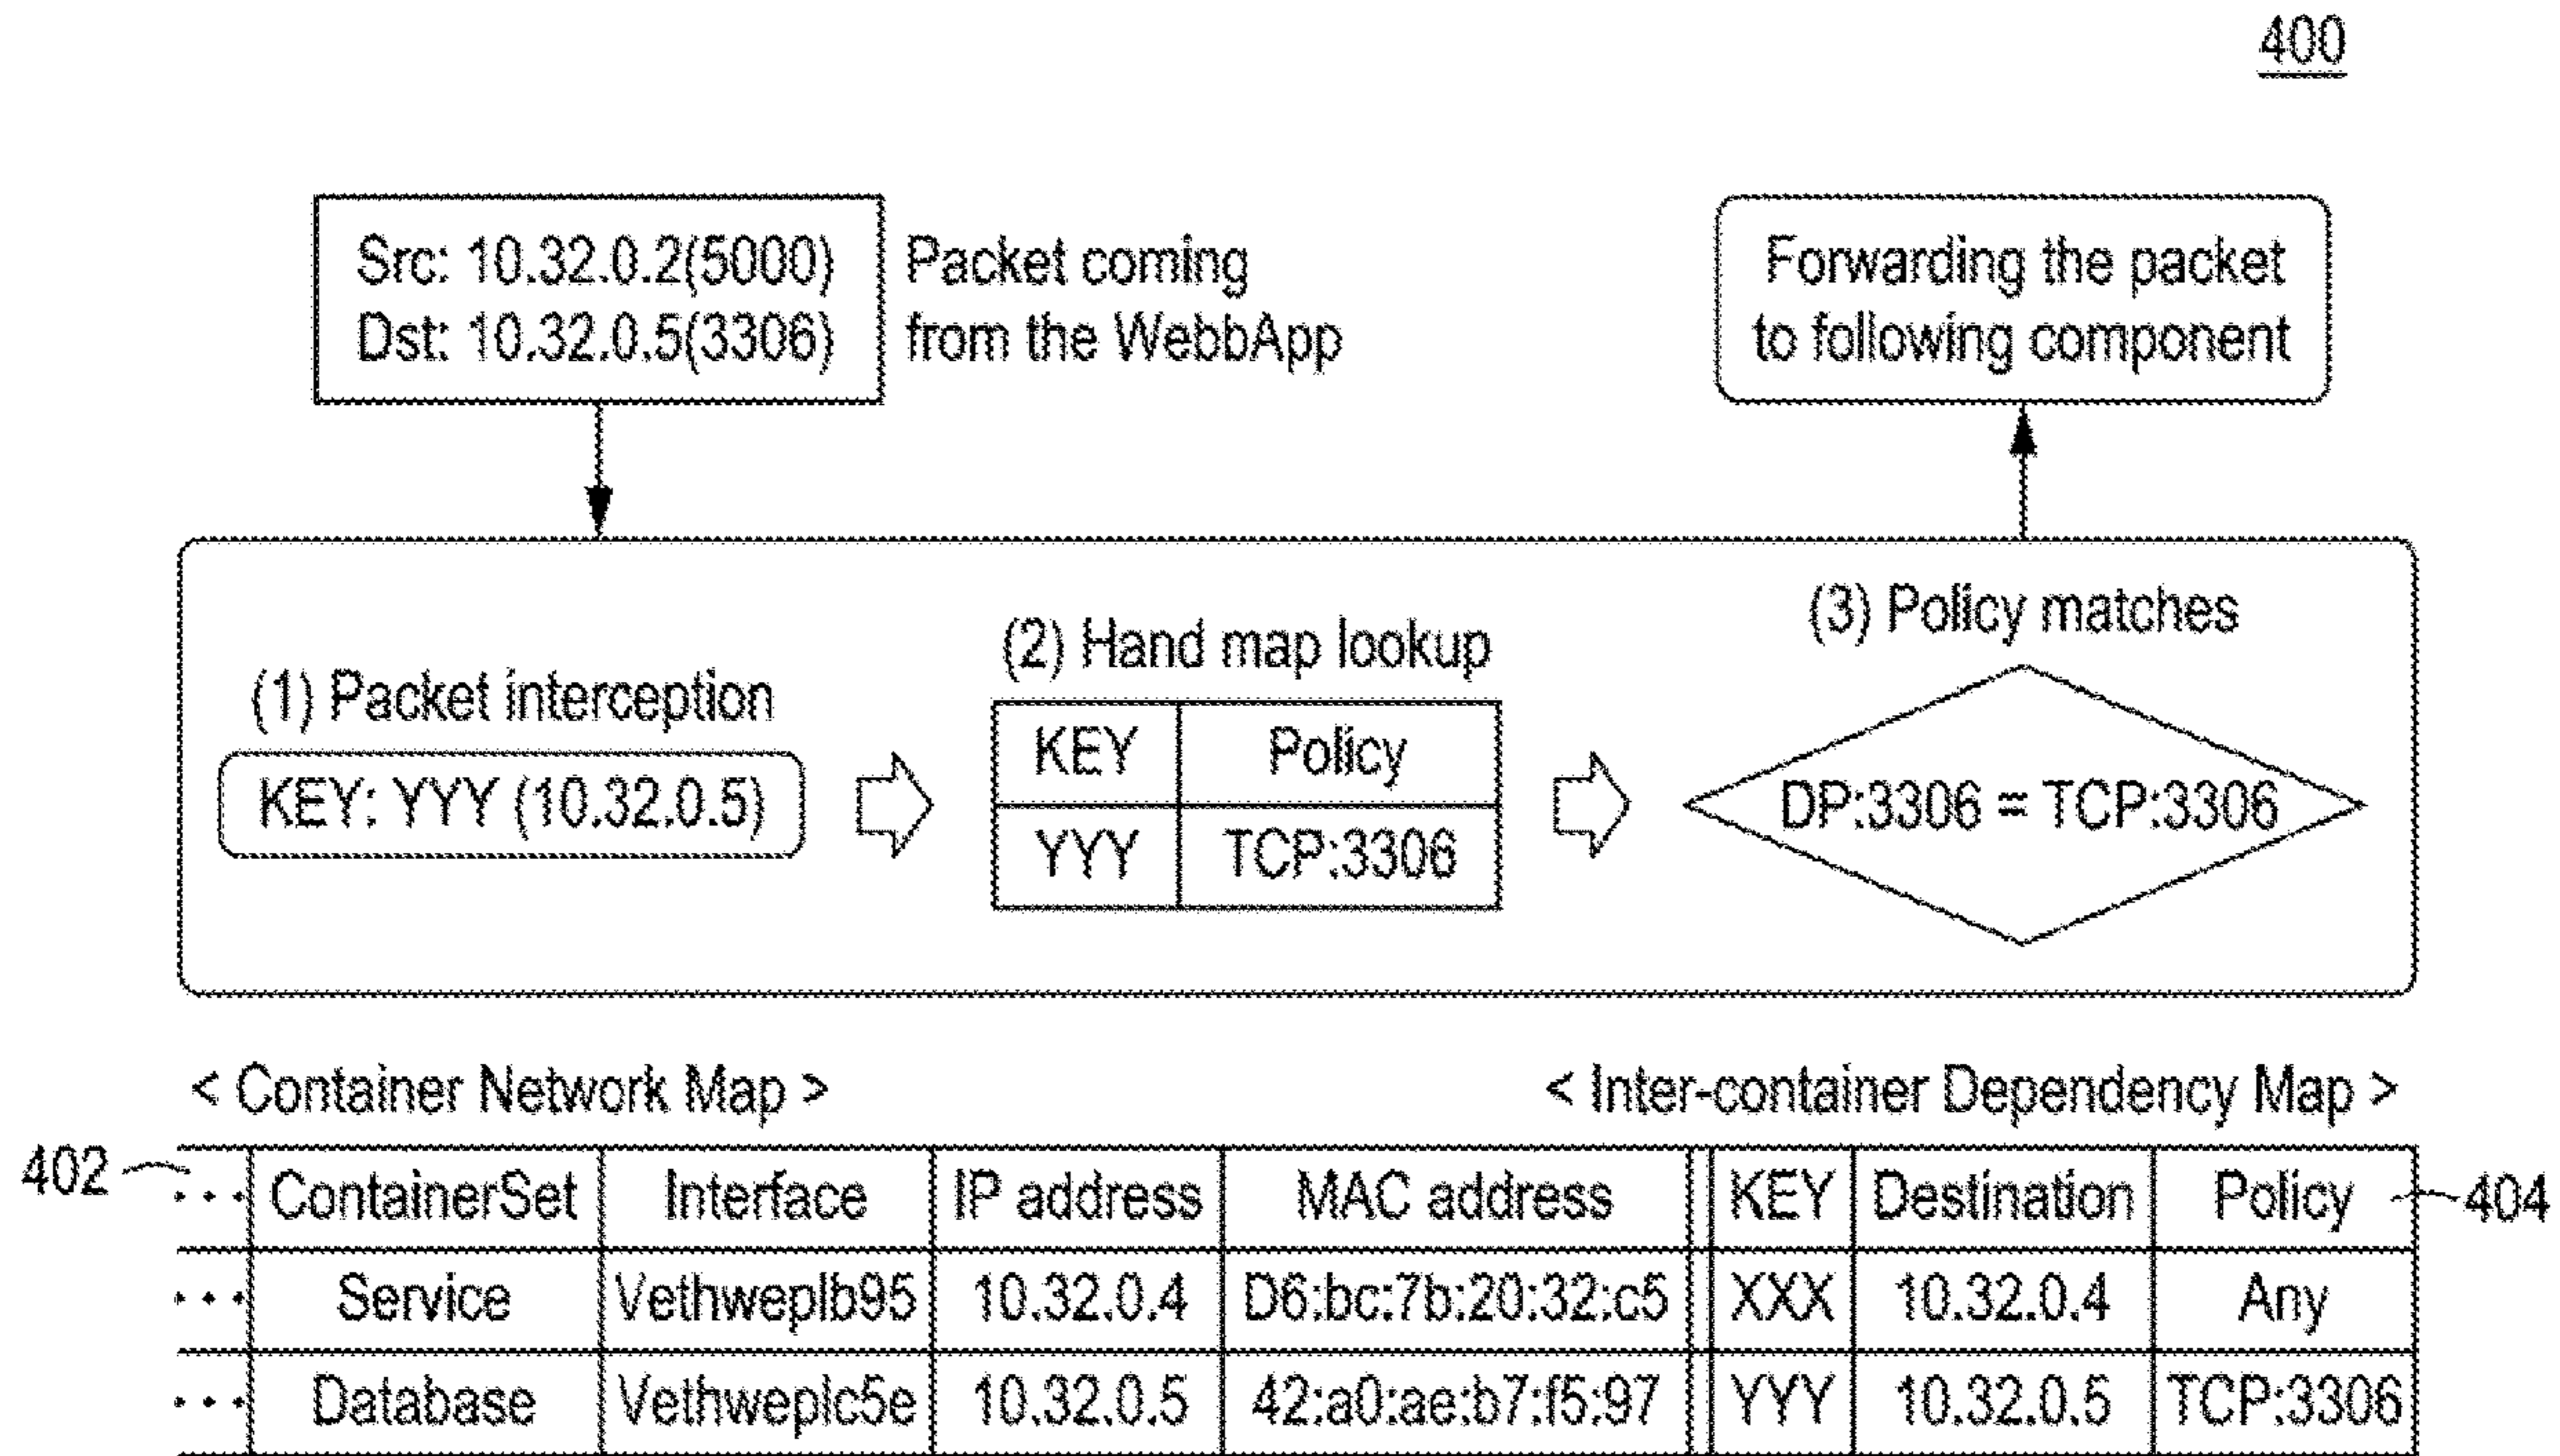 400
Src: 10.32.0.2(5000)
Dst: 10.32.0.5(3306)
Packet coming
from the WebbApp
Forwarding the packet
to following component
(1) Packet interception
KEY: YYY (10.32.0.5)
(2) Hand map lookup
KEY Policy
YYY TCP:3306
(3) Policy matches
DP:3306 = TCP:3306
< Container Network Map >
< Inter-container Dependency Map >
402
... ContainerSet Interface IP address MAC address KEY Destination Policy
404
... Service Vethweplb95 10.32.0.4 D6:bc:7b:20:32:c5 XXX 10.32.0.4 Any
... Database Vethweplc5e 10.32.0.5 42:a0:ae:b7:f5:97 YYY 10.32.0.5 TCP:3306